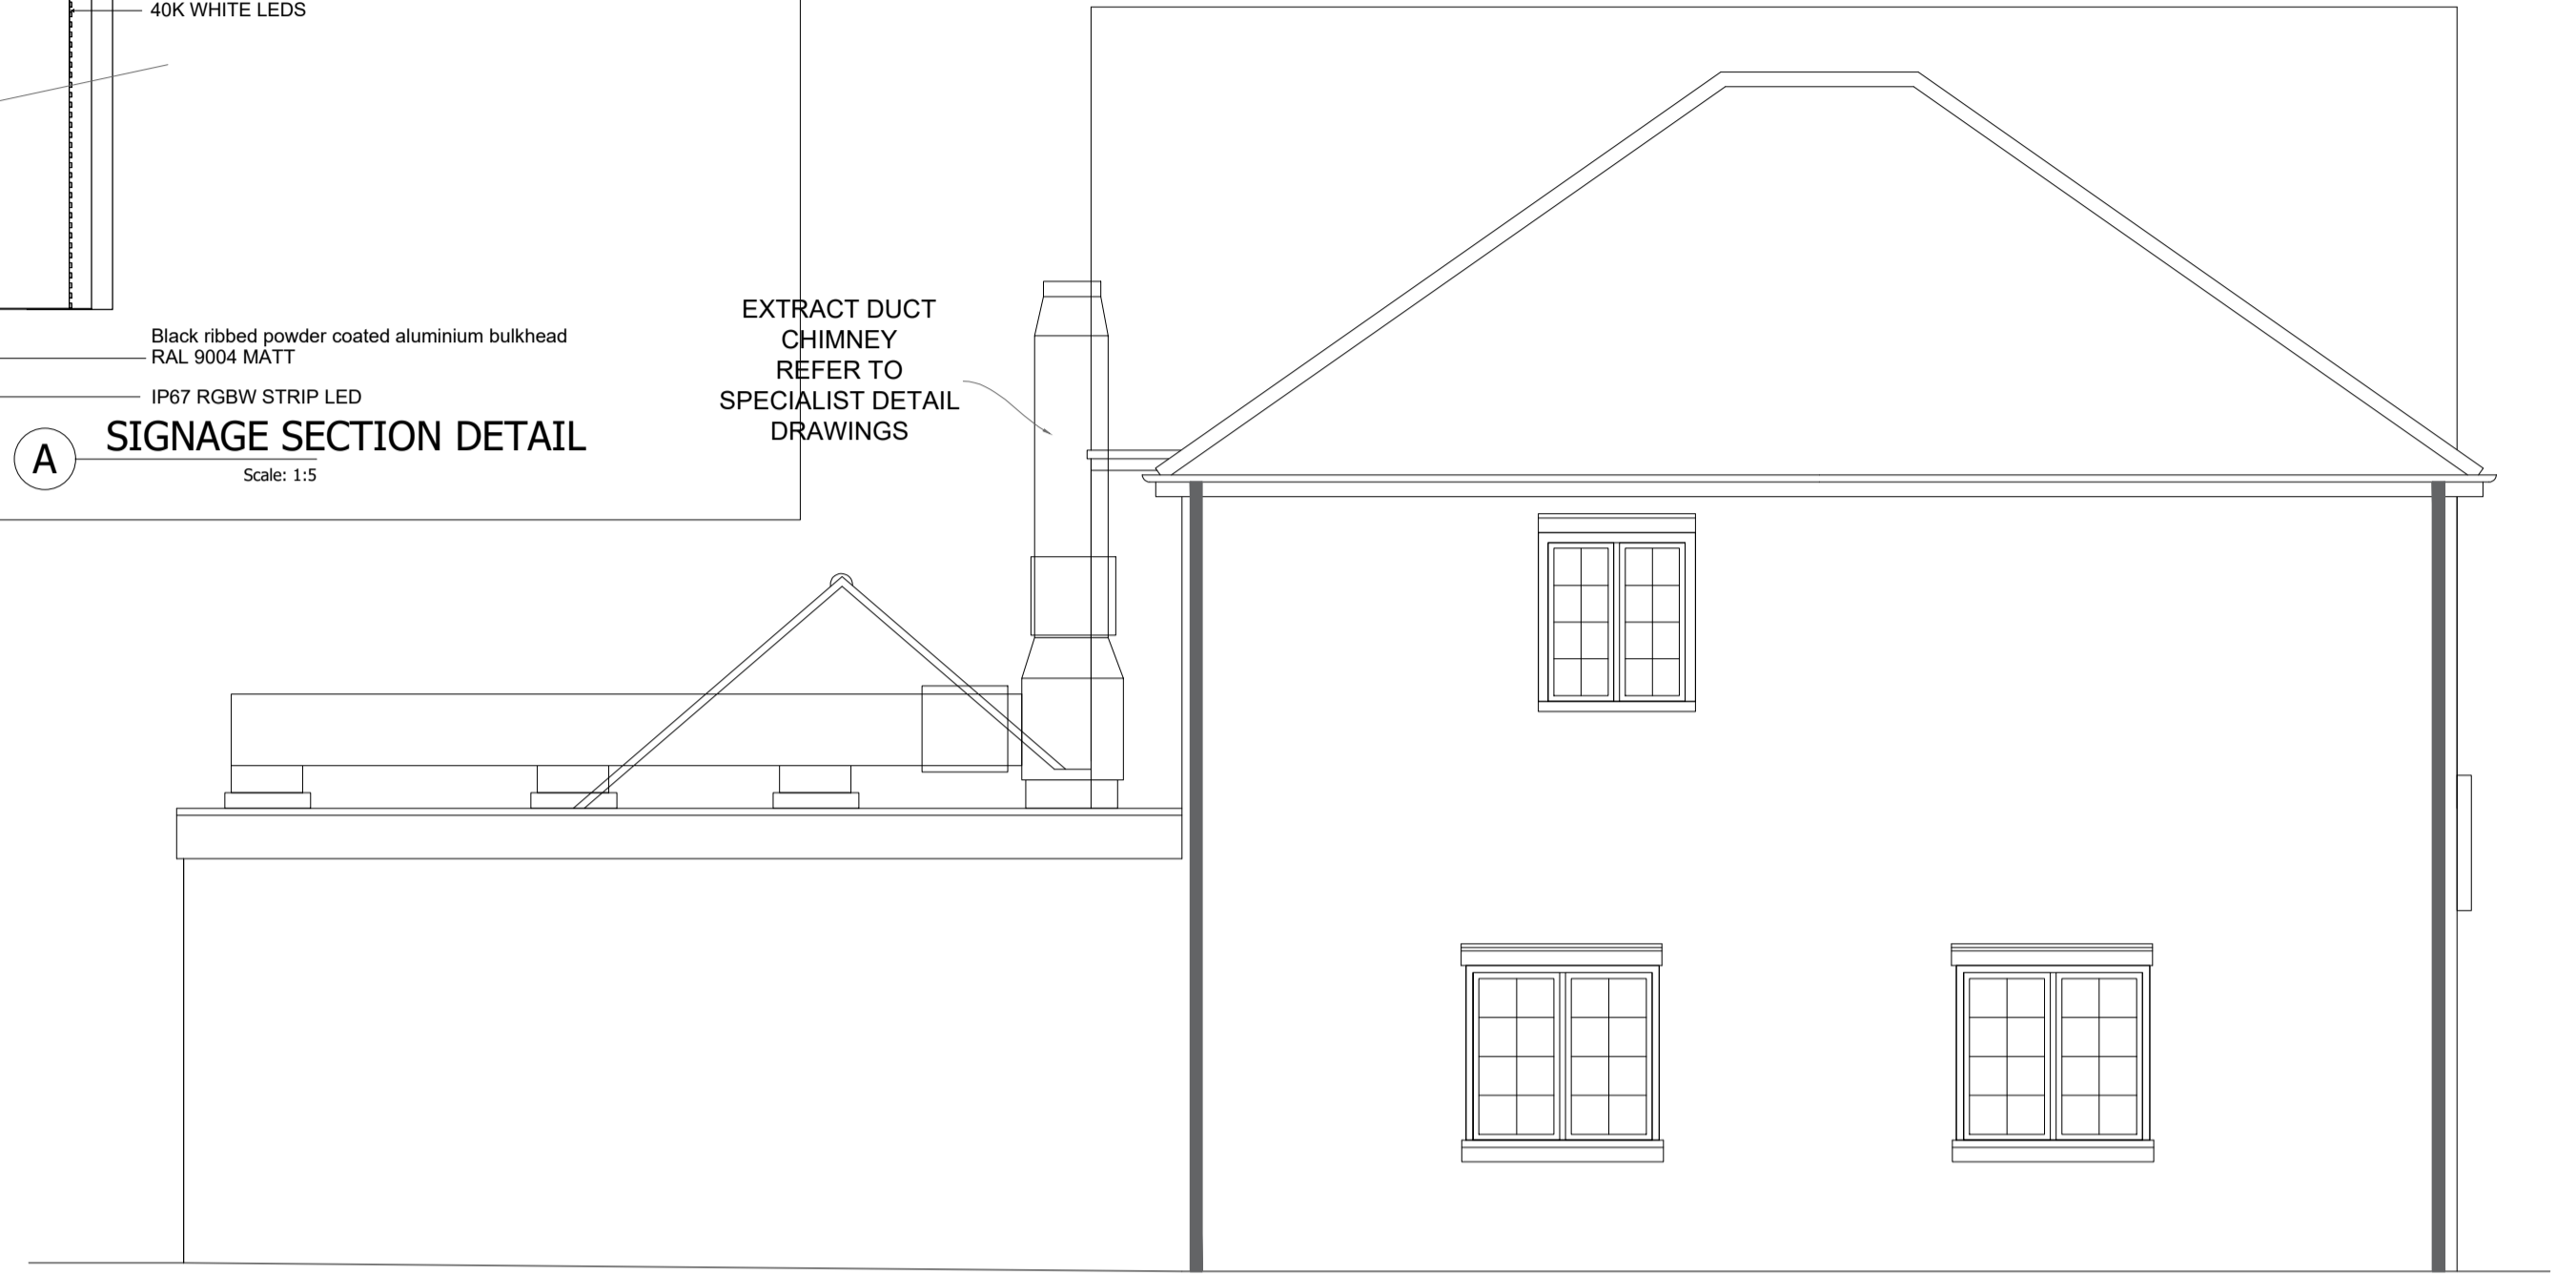 40K WHITE LEDS
Black ribbed powder coated aluminium bulkhead
RAL 9004 MATT
IP67 RGBW STRIP LED
A
SIGNAGE SECTION DETAIL
Scale: 1:5
EXTRACT DUCT
CHIMNEY
REFER TO
SPECIALIST DETAIL
DRAWINGS